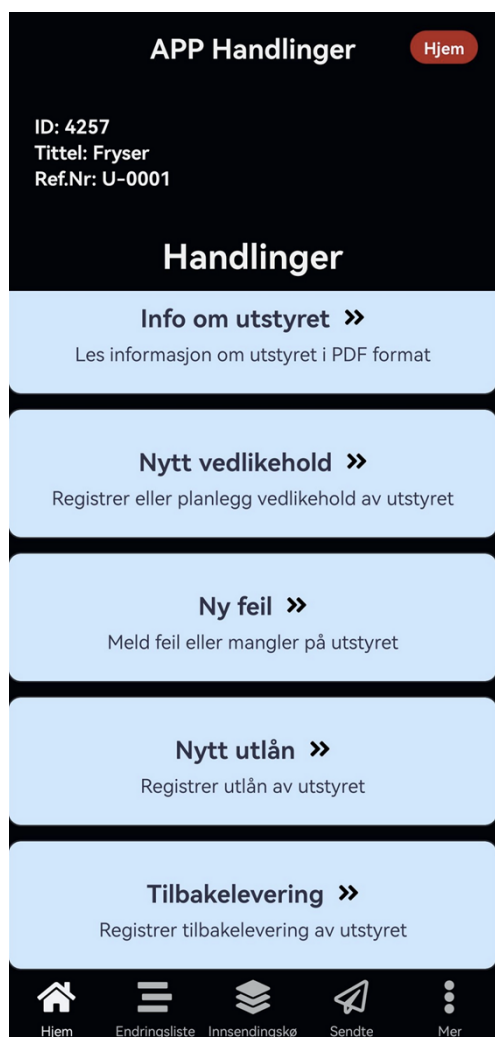 APP Handlinger
Hjem
ID: 4257
Tittel: Fryser
Ref.Nr: U-0001
Handlinger
Info om utstyret »
Les informasjon om utstyret i PDF format
Nytt vedlikehold »
Registrer eller planlegg vedlikehold av utstyret
Ny feil »
Meld feil eller mangler på utstyret
Nytt utlån »
Registrer utlån av utstyret
Tilbakelevering »
Registrer tilbakelevering av utstyret
Hjem Endringsliste Innsendingskø Sendte Mer